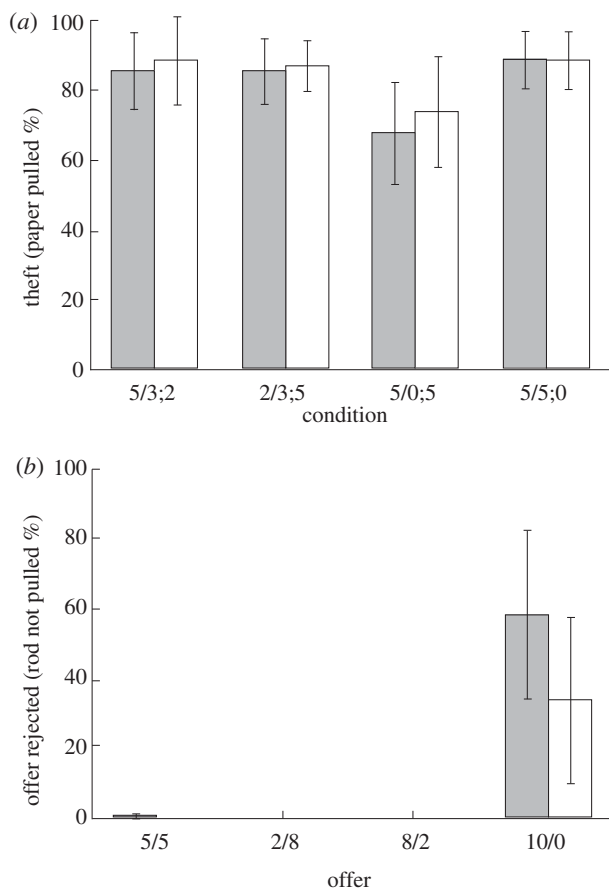 (a)
100
80
60
40
20
0
theft (paper pulled %)
5/3;2 2/3;5 5/0;5 5/5;0
condition
(b)
100
80
60
40
20
0
offer rejected (rod not pulled %)
5/5 2/8 8/2 10/0
offer